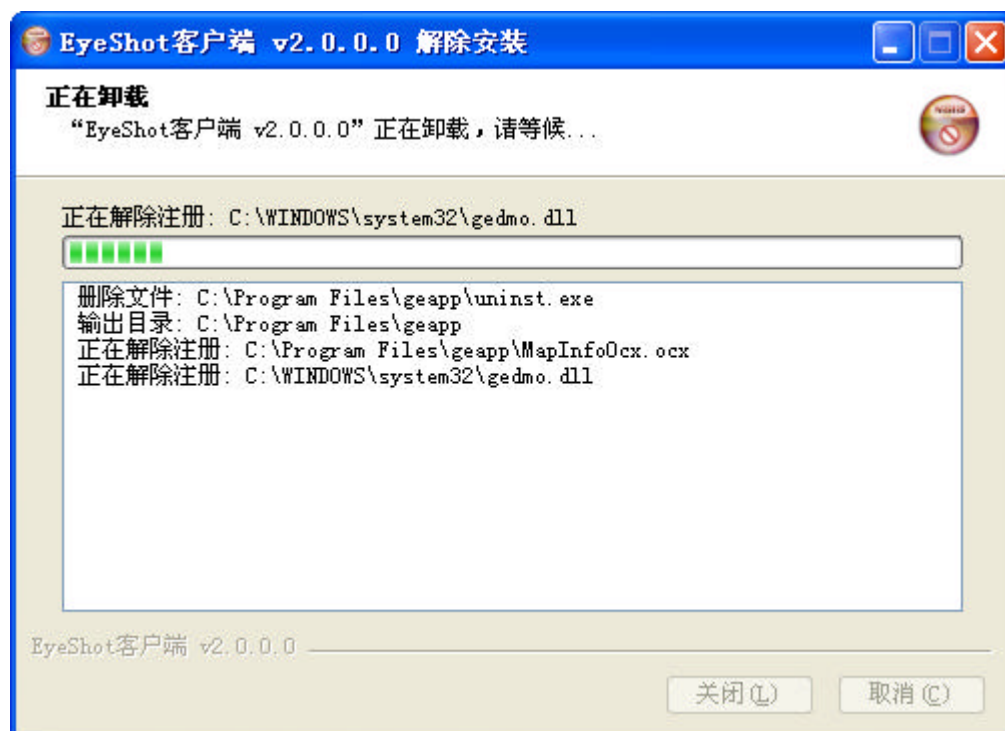 EyeShot客户端 v2.0.0.0 解除安装
正在卸载
“EyeShot客户端 v2.0.0.0”正在卸载，请等候...
正在解除注册: C:\WINDOWS\system32\gedmo.dll
删除文件: C:\Program Files\geapp\uninst.exe
输出目录: C:\Program Files\geapp
正在解除注册: C:\Program Files\geapp\MapInfoOcx.ocx
正在解除注册: C:\WINDOWS\system32\gedmo.dll
EyeShot客户端 v2.0.0.0
关闭(L) 取消(C)